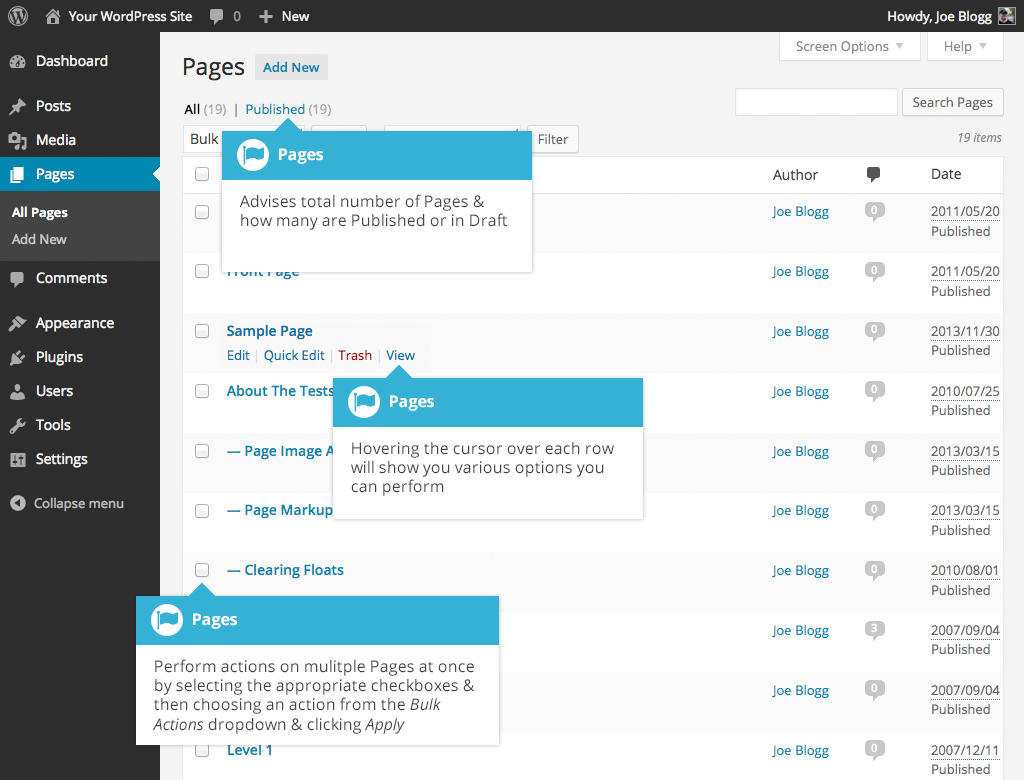 Your WordPress Site 0 + New Howdy, Joe Blogg
Screen Options Help
Dashboard
Posts
Media
Pages
All Pages
Add New
Comments
Appearance
Plugins
Users
Tools
Settings
Collapse menu
Pages Add New
All (19) | Published (19)
Search Pages
Bulk Filter 19 items
Pages
Advises total number of Pages &
how many are Published or in Draft
Author Date
Joe Blogg 0 2011/05/20
Published
Front Page Joe Blogg 0 2011/05/20
Published
Sample Page Joe Blogg 0 2013/11/30
Edit | Quick Edit | Trash | View Published
About The Tests Joe Blogg 0 2010/07/25
Published
Pages
Hovering the cursor over each row
will show you various options you
can perform
— Page Image A Joe Blogg 0 2013/03/15
Published
— Page Markup Joe Blogg 0 2013/03/15
Published
— Clearing Floats Joe Blogg 0 2010/08/01
Published
Pages
Perform actions on mulitple Pages at once
by selecting the appropriate checkboxes &
then choosing an action from the Bulk
Actions dropdown & clicking Apply
Joe Blogg 3 2007/09/04
Published
Joe Blogg 0 2007/09/04
Published
Level 1 Joe Blogg 0 2007/12/11
Published